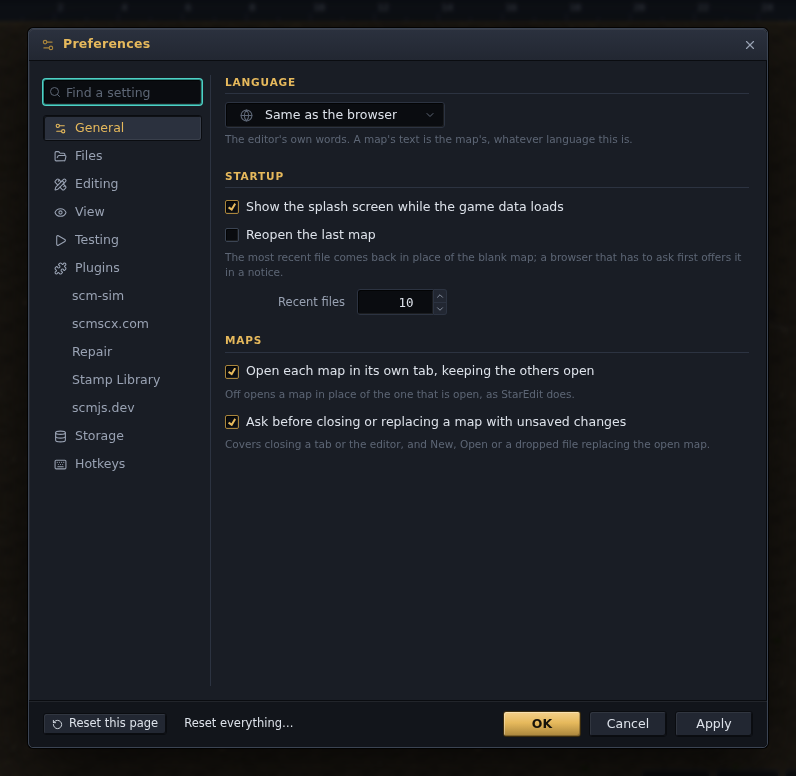 Preferences
Find a setting
General
Files
Editing
View
Testing
Plugins
scm-sim
scmscx.com
Repair
Stamp Library
scmjs.dev
Storage
Hotkeys
LANGUAGE
Same as the browser
The editor's own words. A map's text is the map's, whatever language this is.
STARTUP
Show the splash screen while the game data loads
Reopen the last map
The most recent file comes back in place of the blank map; a browser that has to ask first offers it
in a notice.
Recent files 10
MAPS
Open each map in its own tab, keeping the others open
Off opens a map in place of the one that is open, as StarEdit does.
Ask before closing or replacing a map with unsaved changes
Covers closing a tab or the editor, and New, Open or a dropped file replacing the open map.
Reset this page
Reset everything...
OK
Cancel
Apply